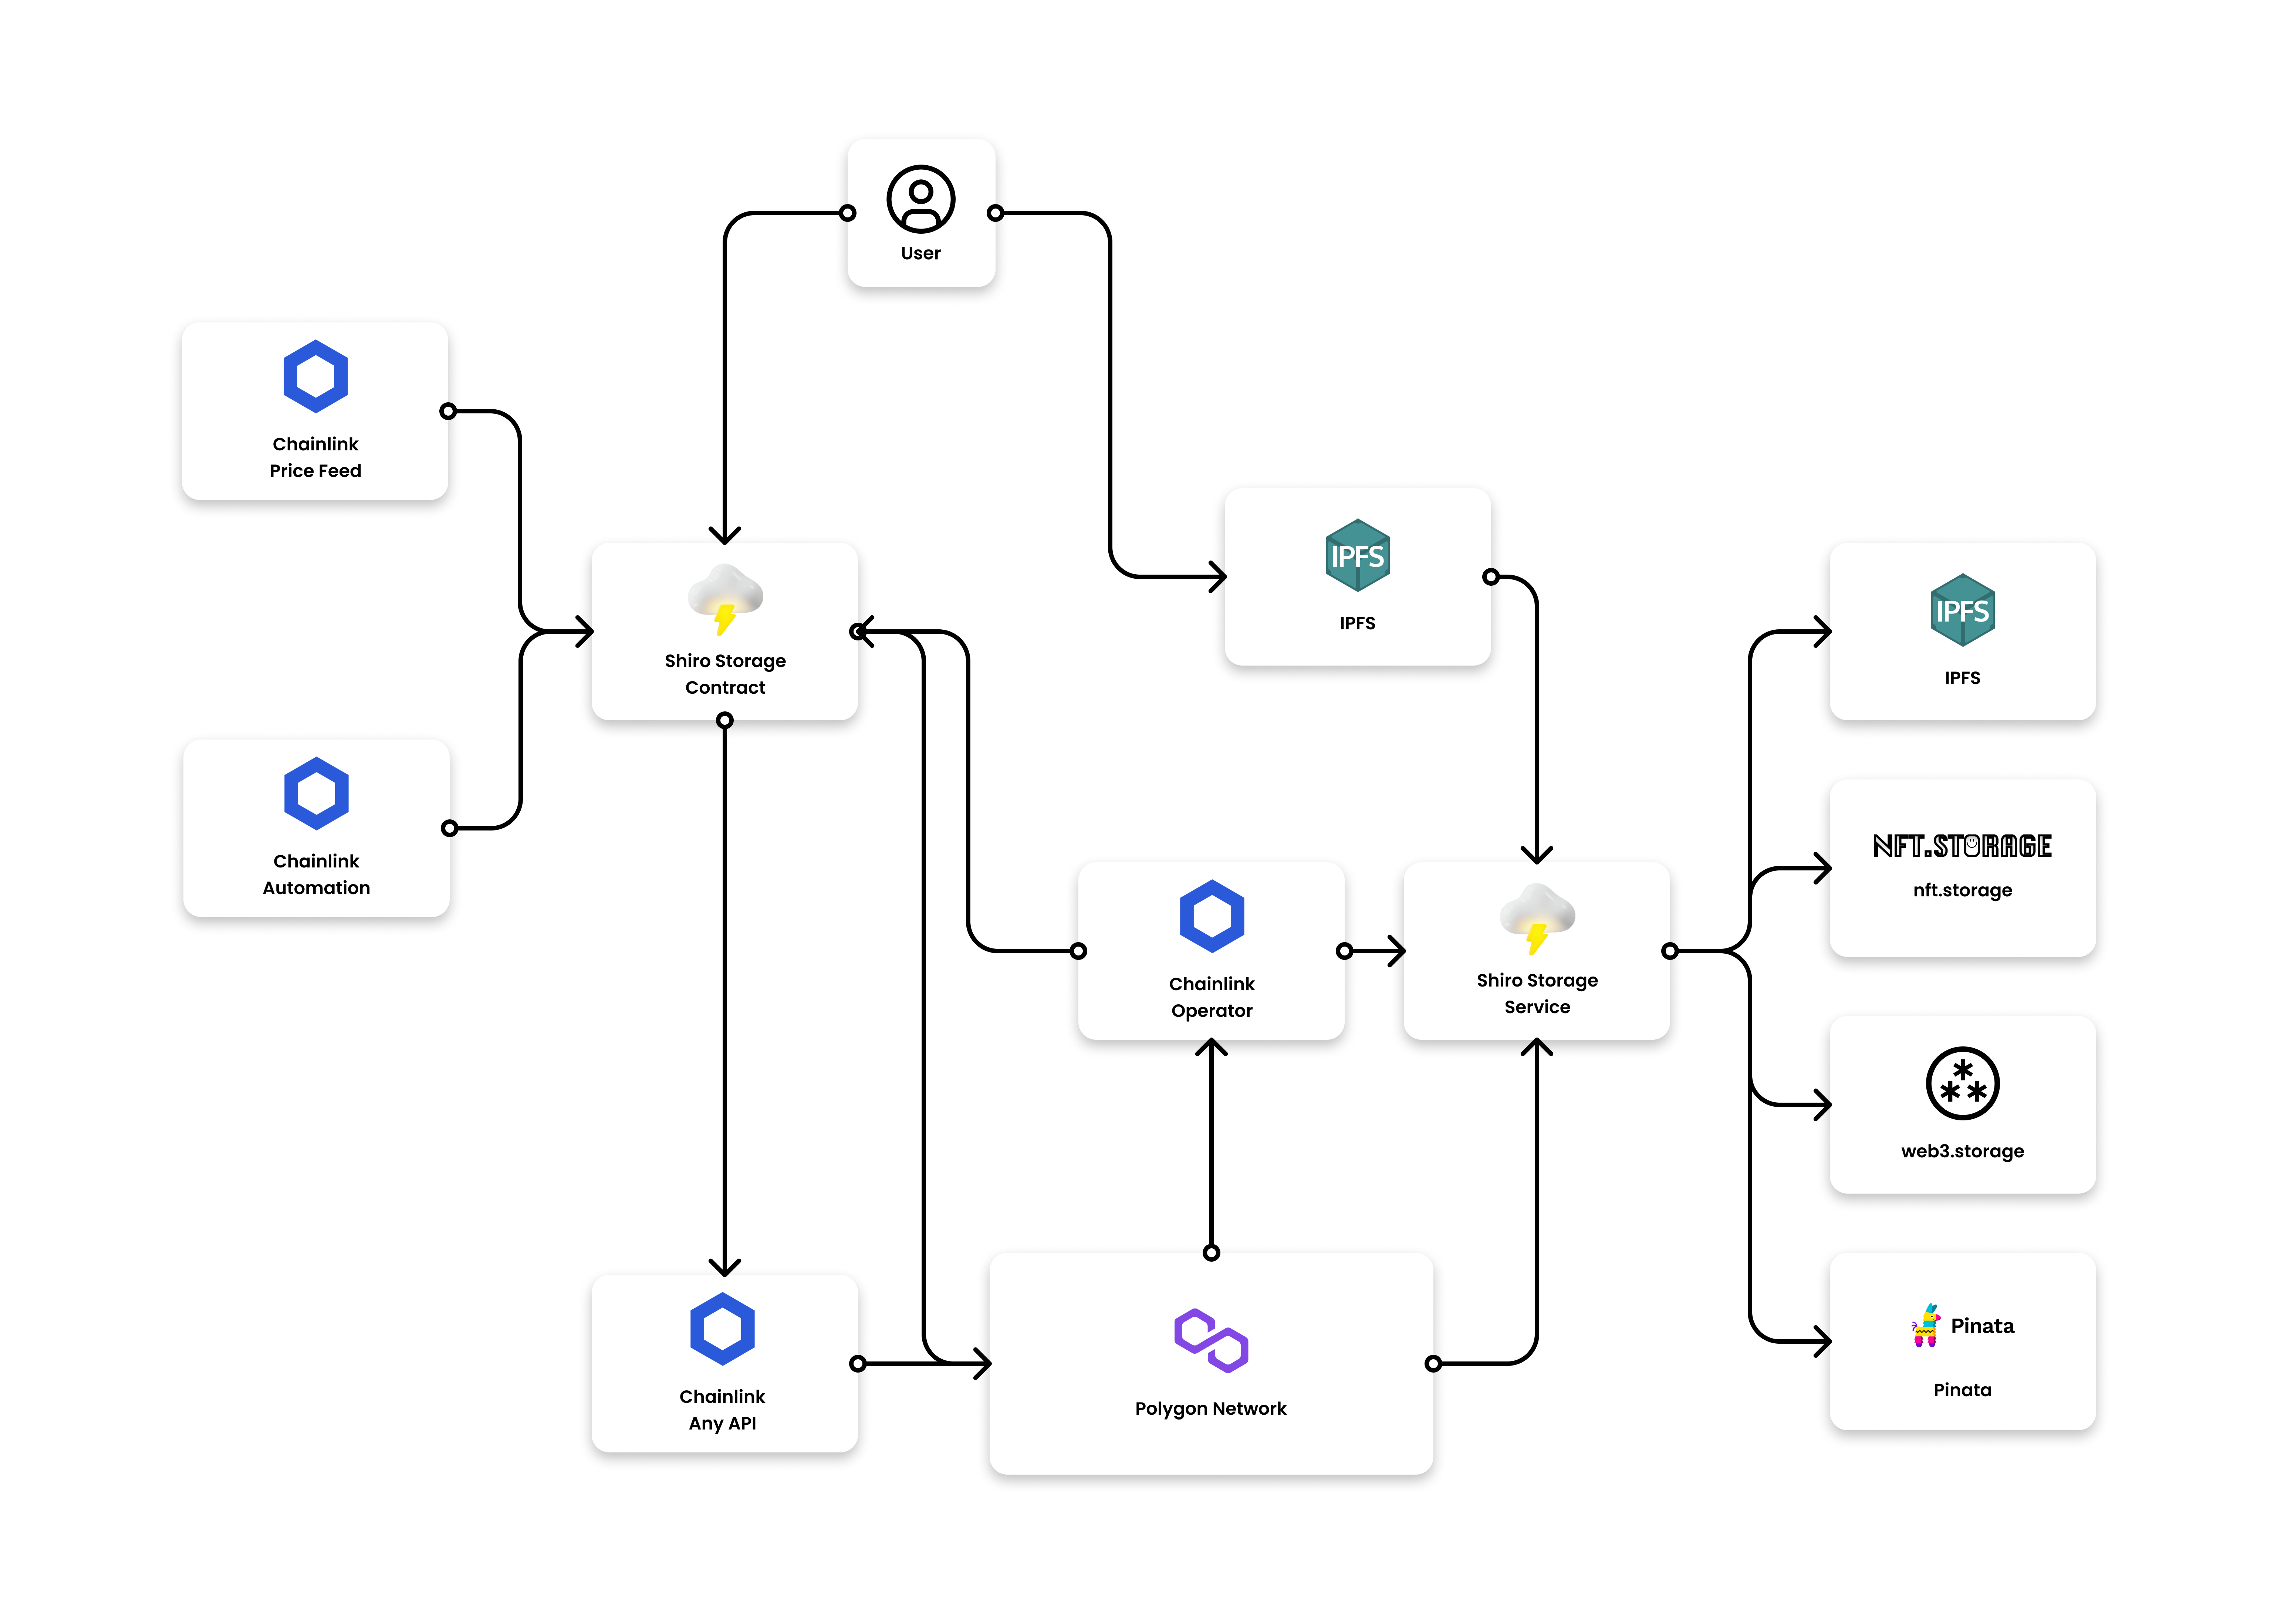 User
Chainlink
Price Feed
IPFS
IPFS
IPFS
IPFS
Shiro Storage
Contract
NFT.STORAGE
nft.storage
Chainlink
Automation
Chainlink
Operator
Shiro Storage
Service
web3.storage
Pinata
Pinata
Chainlink
Any API
Polygon Network